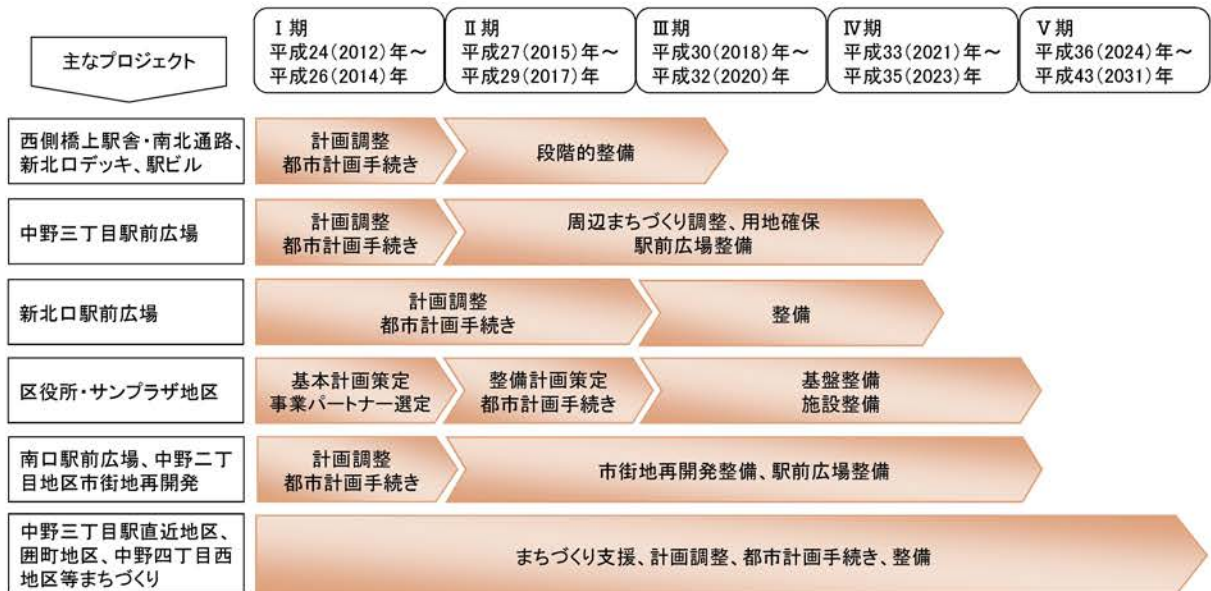 主なプロジェクト
Ⅰ期
平成24(2012)年～
平成26(2014)年
Ⅱ期
平成27(2015)年～
平成29(2017)年
Ⅲ期
平成30(2018)年～
平成32(2020)年
Ⅳ期
平成33(2021)年～
平成35(2023)年
Ⅴ期
平成36(2024)年～
平成43(2031)年
西側橋上駅舎・南北通路、
新北口デッキ、駅ビル
計画調整
都市計画手続き
段階的整備
中野三丁目駅前広場
計画調整
都市計画手続き
周辺まちづくり調整、用地確保
駅前広場整備
新北口駅前広場
計画調整
都市計画手続き
整備
区役所・サンプラザ地区
基本計画策定
事業パートナー選定
整備計画策定
都市計画手続き
基盤整備
施設整備
南口駅前広場、中野二丁
目地区市街地再開発
計画調整
都市計画手続き
市街地再開発整備、駅前広場整備
中野三丁目駅直近地区、
囲町地区、中野四丁目西
地区等まちづくり
まちづくり支援、計画調整、都市計画手続き、整備